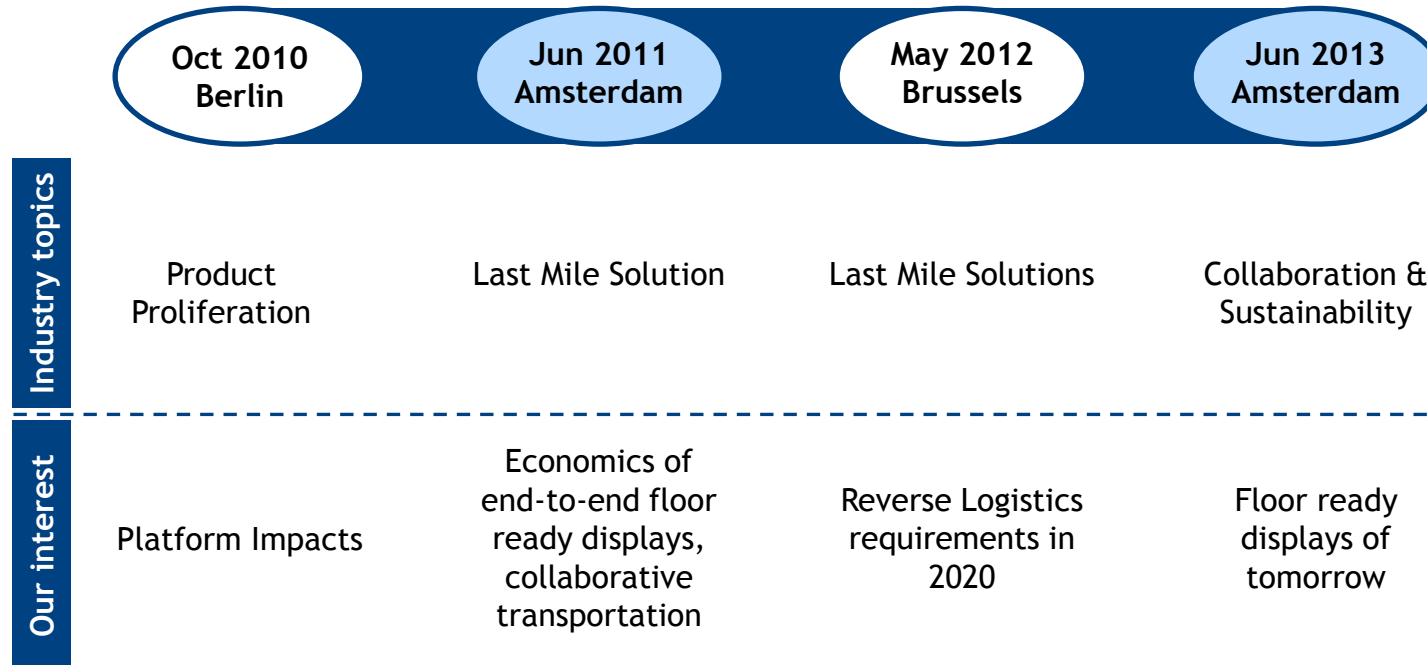 Oct 2010
Berlin
Jun 2011
Amsterdam
May 2012
Brussels
Jun 2013
Amsterdam
Industry topics
Product
Proliferation
Last Mile Solution
Last Mile Solutions
Collaboration &
Sustainability
Our interest
Platform Impacts
Economics of
end-to-end floor
ready displays,
collaborative
transportation
Reverse Logistics
requirements in
2020
Floor ready
displays of
tomorrow